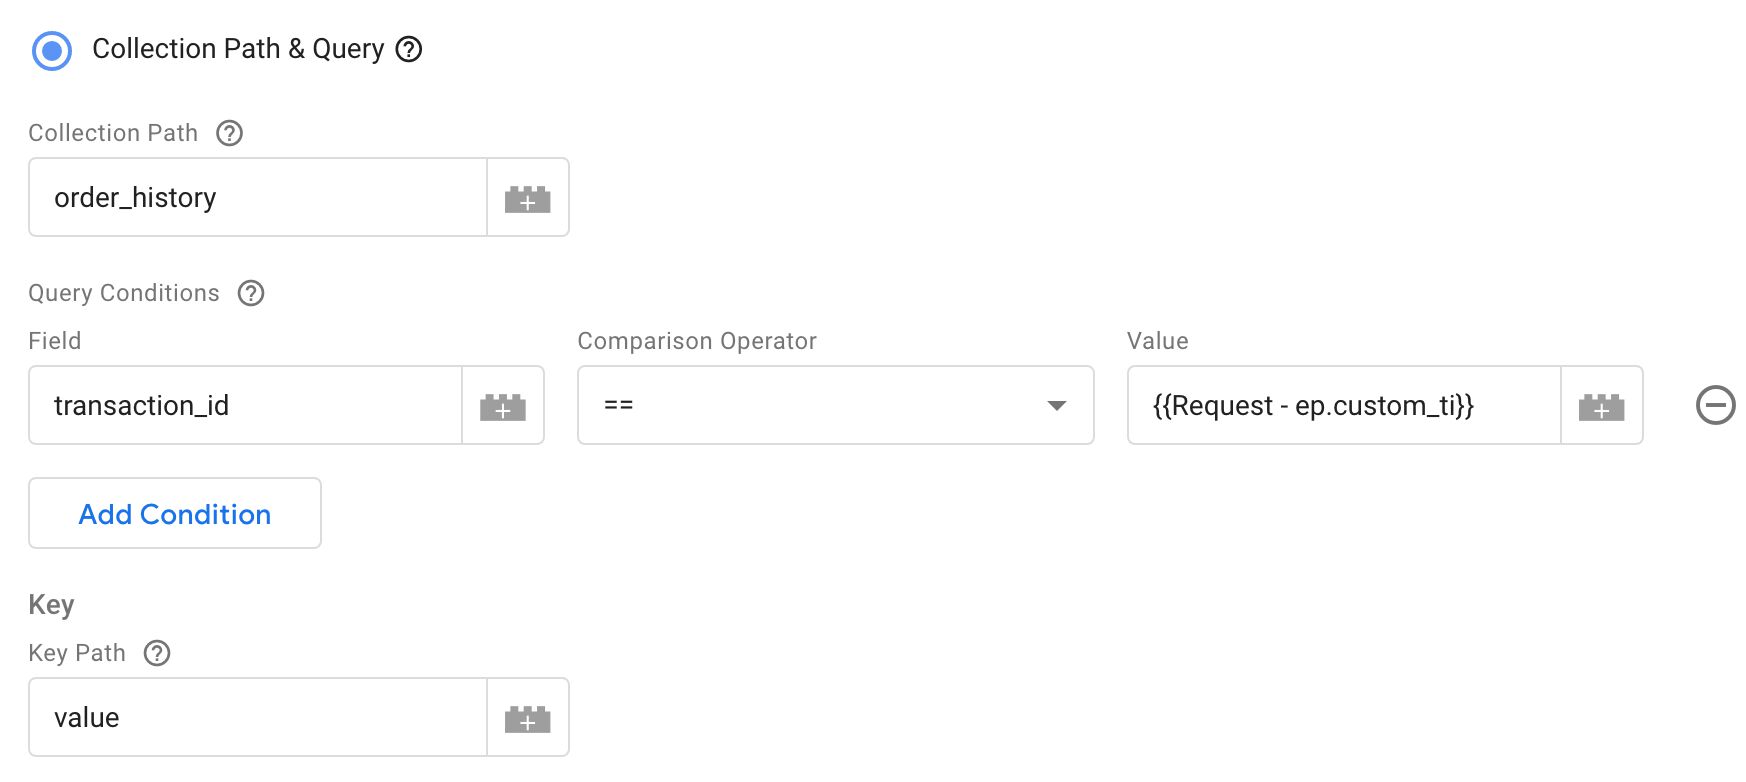 Collection Path & Query
Collection Path
order_history
Query Conditions
Field Comparison Operator Value
transaction_id == {{Request - ep.custom_ti}}
Add Condition
Key
Key Path
value